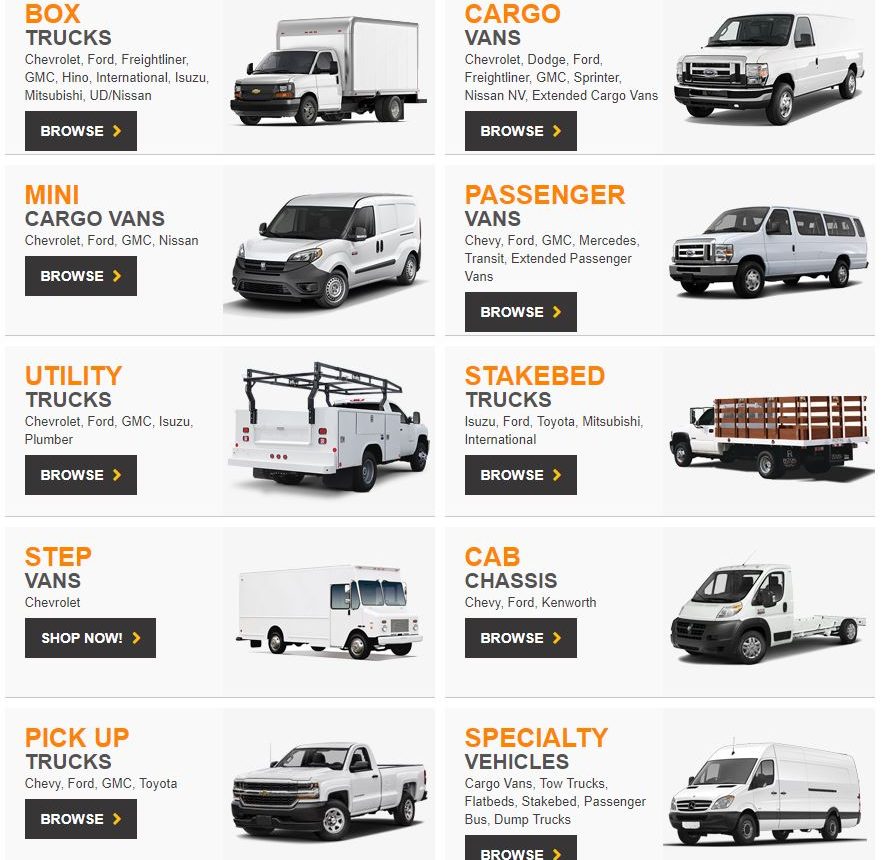 BOX
TRUCKS
Chevrolet, Ford, Freightliner,
GMC, Hino, International, Isuzu,
Mitsubishi, UD/Nissan
BROWSE
CARGO
VANS
Chevrolet, Dodge, Ford,
Freightliner, GMC, Sprinter,
Nissan NV, Extended Cargo Vans
BROWSE
MINI
CARGO VANS
Chevrolet, Ford, GMC, Nissan
BROWSE
PASSENGER
VANS
Chevy, Ford, GMC, Mercedes,
Transit, Extended Passenger
Vans
BROWSE
UTILITY
TRUCKS
Chevrolet, Ford, GMC, Isuzu,
Plumber
BROWSE
STAKEBED
TRUCKS
Isuzu, Ford, Toyota, Mitsubishi,
International
BROWSE
STEP
VANS
Chevrolet
SHOP NOW!
CAB
CHASSIS
Chevy, Ford, Kenworth
BROWSE
PICK UP
TRUCKS
Chevy, Ford, GMC, Toyota
BROWSE
SPECIALTY
VEHICLES
Cargo Vans, Tow Trucks,
Flatbeds, Stakebed, Passenger
Bus, Dump Trucks
BROWSE